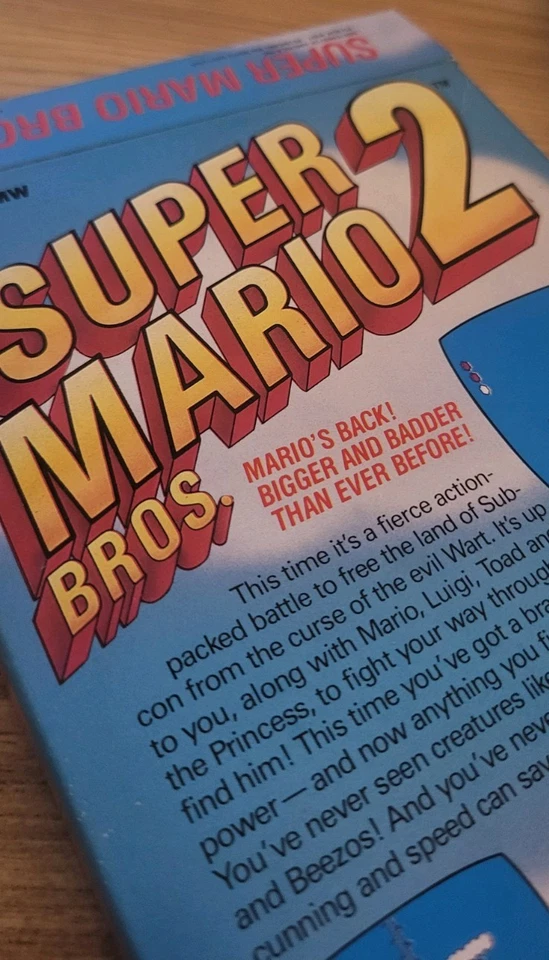 SUPER MARIO BRO
MW
SUPER
MARIO 2
BROS.
TM
MARIO'S BACK!
BIGGER AND BADDER
THAN EVER BEFORE!
This time it's a fierce action-
packed battle to free the land of Sub-
con from the curse of the evil Wart. It's up
to you, along with Mario, Luigi, Toad and
the Princess, to fight your way through
find him! This time you've got a bra
power—and now anything you fi
You've never seen creatures like
and Beezos! And you've neve
cunning and speed can sav